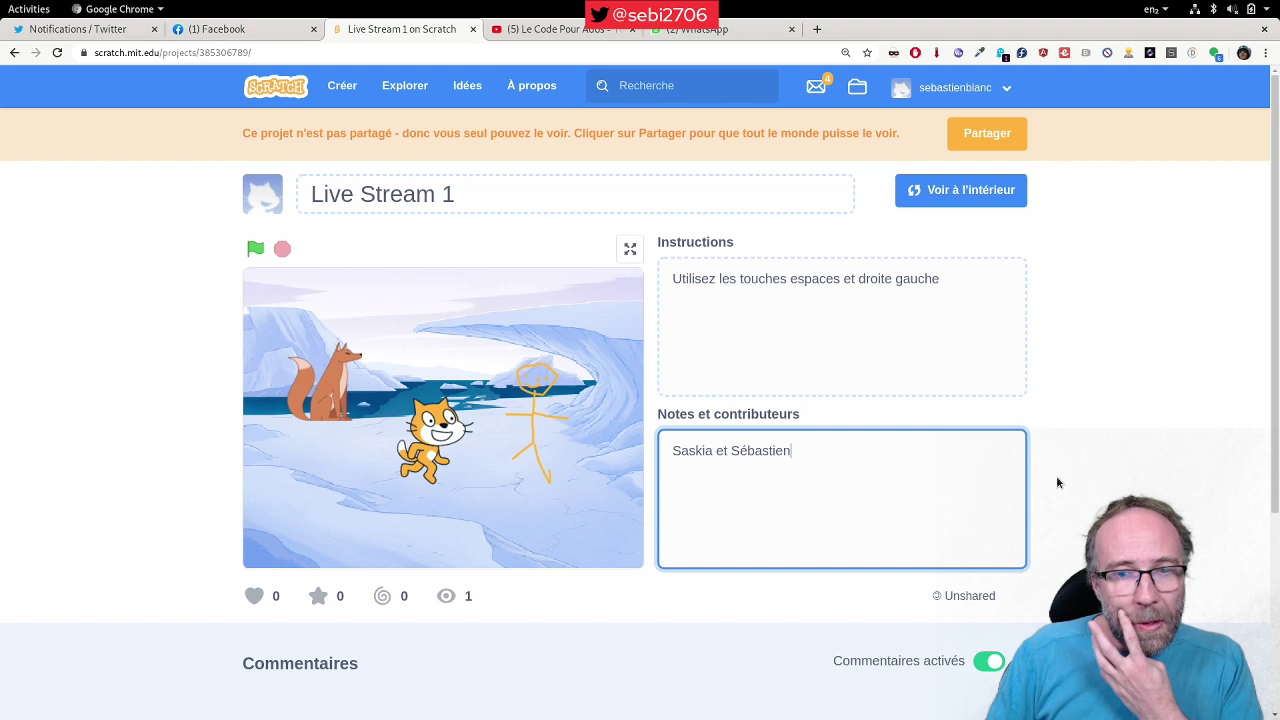 Activities
Google Chrome
@sebi2706
en₂
Notifications / Twitter
(1) Facebook
Live Stream 1 on Scratch
(5) Le Code Pour Ados -
(2) WhatsApp
scratch.mit.edu/projects/385306789/
SCRATCH
Créer
Explorer
Idées
À propos
Recherche
4
sebastienblanc
Ce projet n'est pas partagé - donc vous seul pouvez le voir. Cliquer sur Partager pour que tout le monde puisse le voir.
Partager
Live Stream 1
Voir à l'intérieur
Instructions
Utilisez les touches espaces et droite gauche
Notes et contributeurs
Saskia et Sébastien
0
0
0
1
Unshared
Commentaires
Commentaires activés